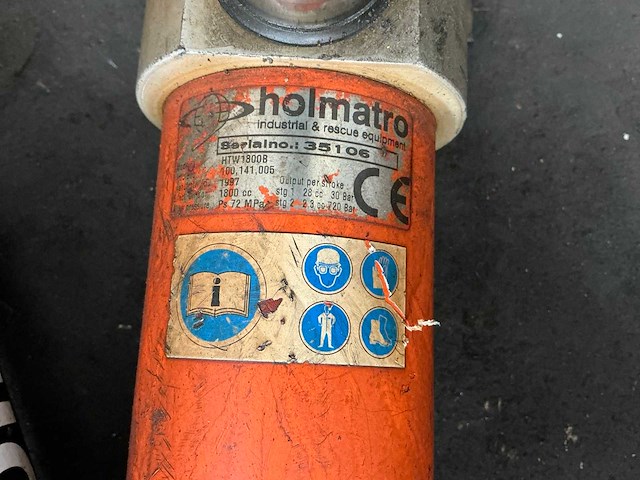 holmatro
industrial & rescue equipment
Serialno.: 35106
HTW1800B
100,141,005
1997 Output per stroke :
1800 cc stg 1 28 cc 30 Bar
Ps 72 MPa stg 2 2.3 cc 720 Bar
CE
i